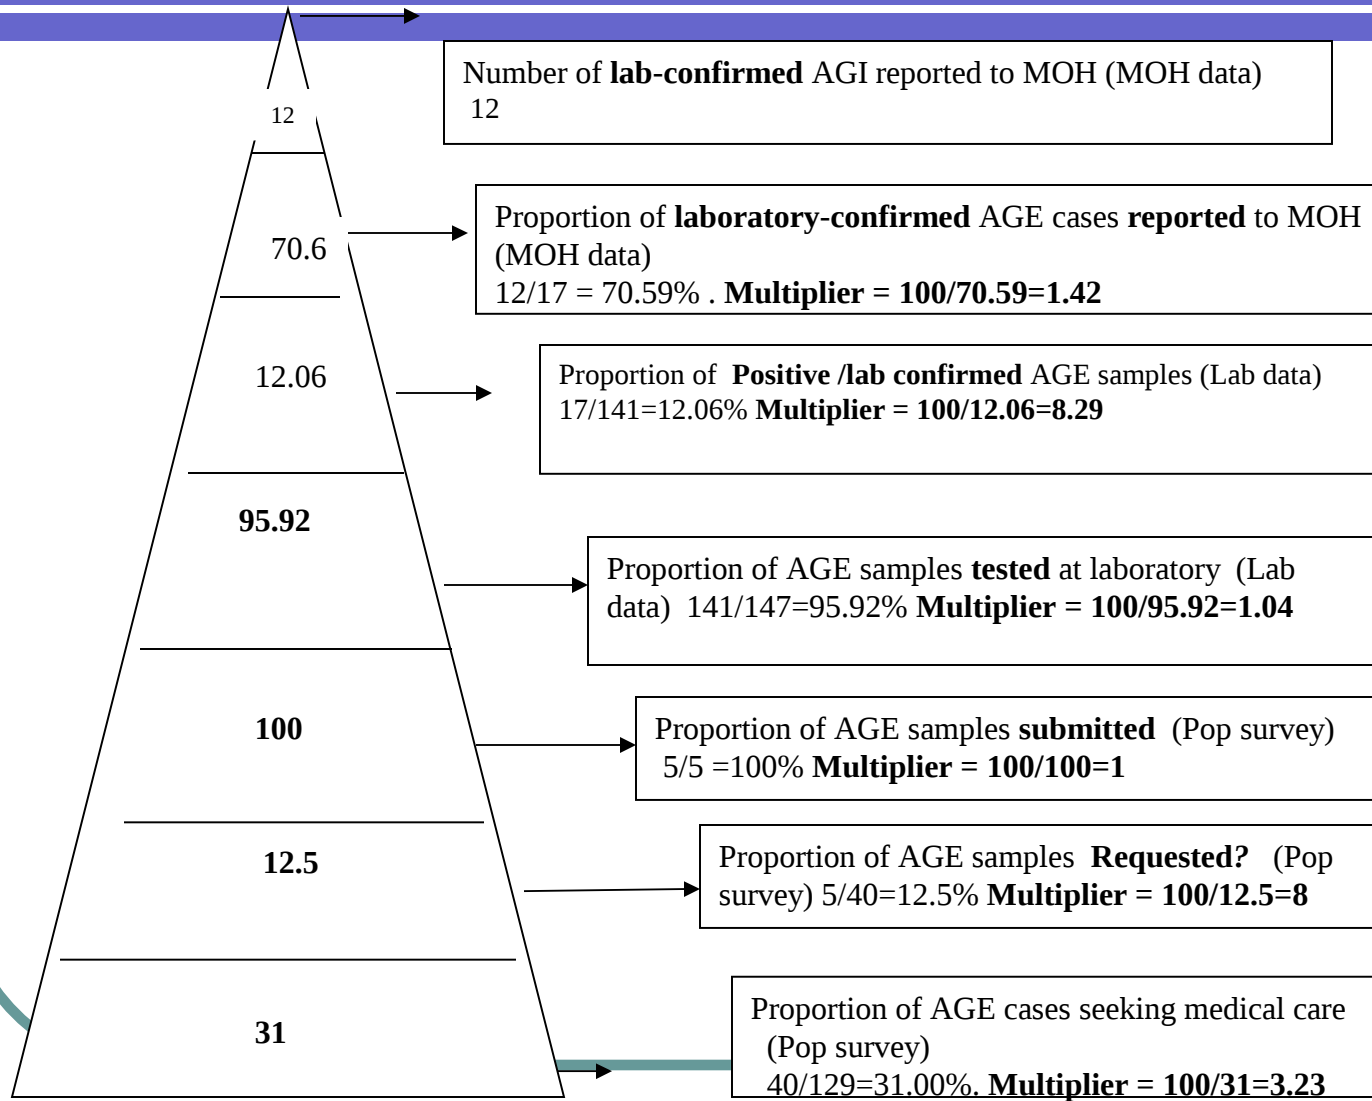 Number of lab-confirmed AGI reported to MOH (MOH data)
12
12
Proportion of laboratory-confirmed AGE cases reported to MOH
(MOH data)
12/17 = 70.59% . Multiplier = 100/70.59=1.42
70.6
Proportion of Positive /lab confirmed AGE samples (Lab data)
17/141=12.06% Multiplier = 100/12.06=8.29
12.06
95.92
Proportion of AGE samples tested at laboratory (Lab
data) 141/147=95.92% Multiplier = 100/95.92=1.04
100
Proportion of AGE samples submitted (Pop survey)
5/5 =100% Multiplier = 100/100=1
12.5
Proportion of AGE samples Requested? (Pop
survey) 5/40=12.5% Multiplier = 100/12.5=8
31
Proportion of AGE cases seeking medical care
(Pop survey)
40/129=31.00%. Multiplier = 100/31=3.23